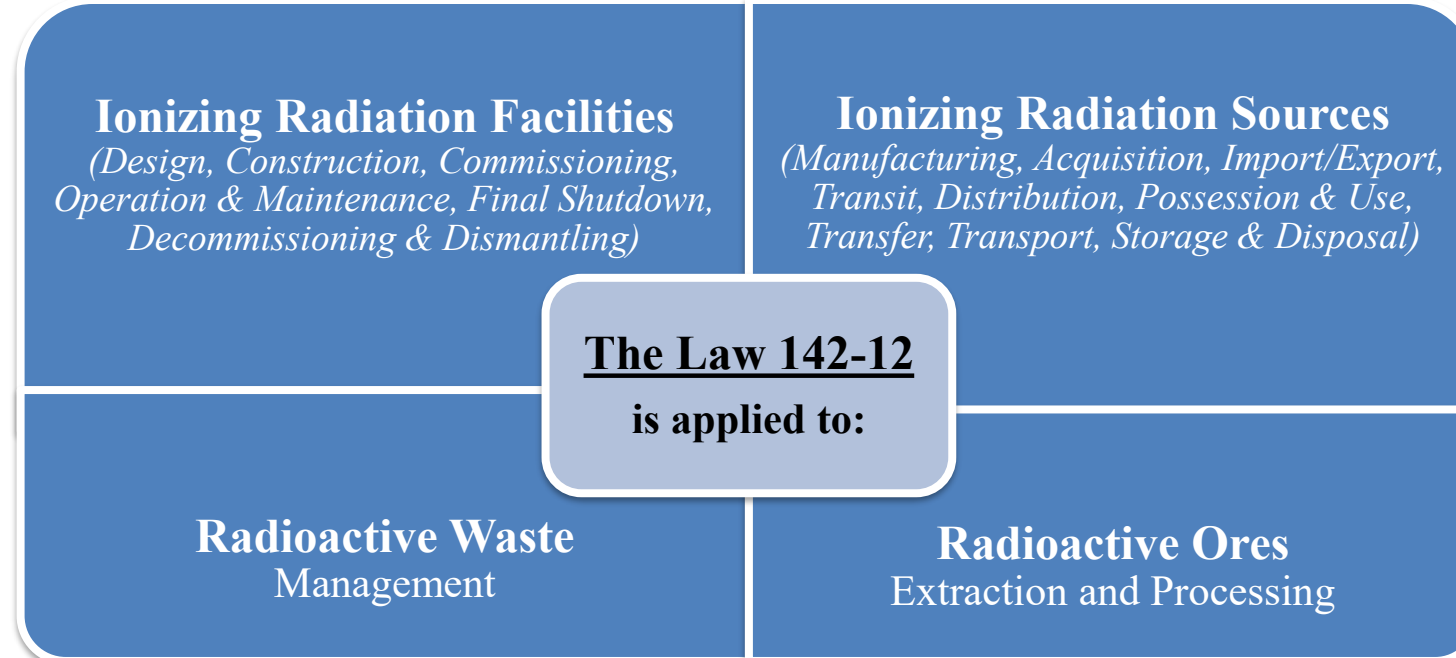 Ionizing Radiation Facilities
(Design, Construction, Commissioning,
Operation & Maintenance, Final Shutdown,
Decommissioning & Dismantling)
Ionizing Radiation Sources
(Manufacturing, Acquisition, Import/Export,
Transit, Distribution, Possession & Use,
Transfer, Transport, Storage & Disposal)
The Law 142-12
is applied to:
Radioactive Waste
Management
Radioactive Ores
Extraction and Processing